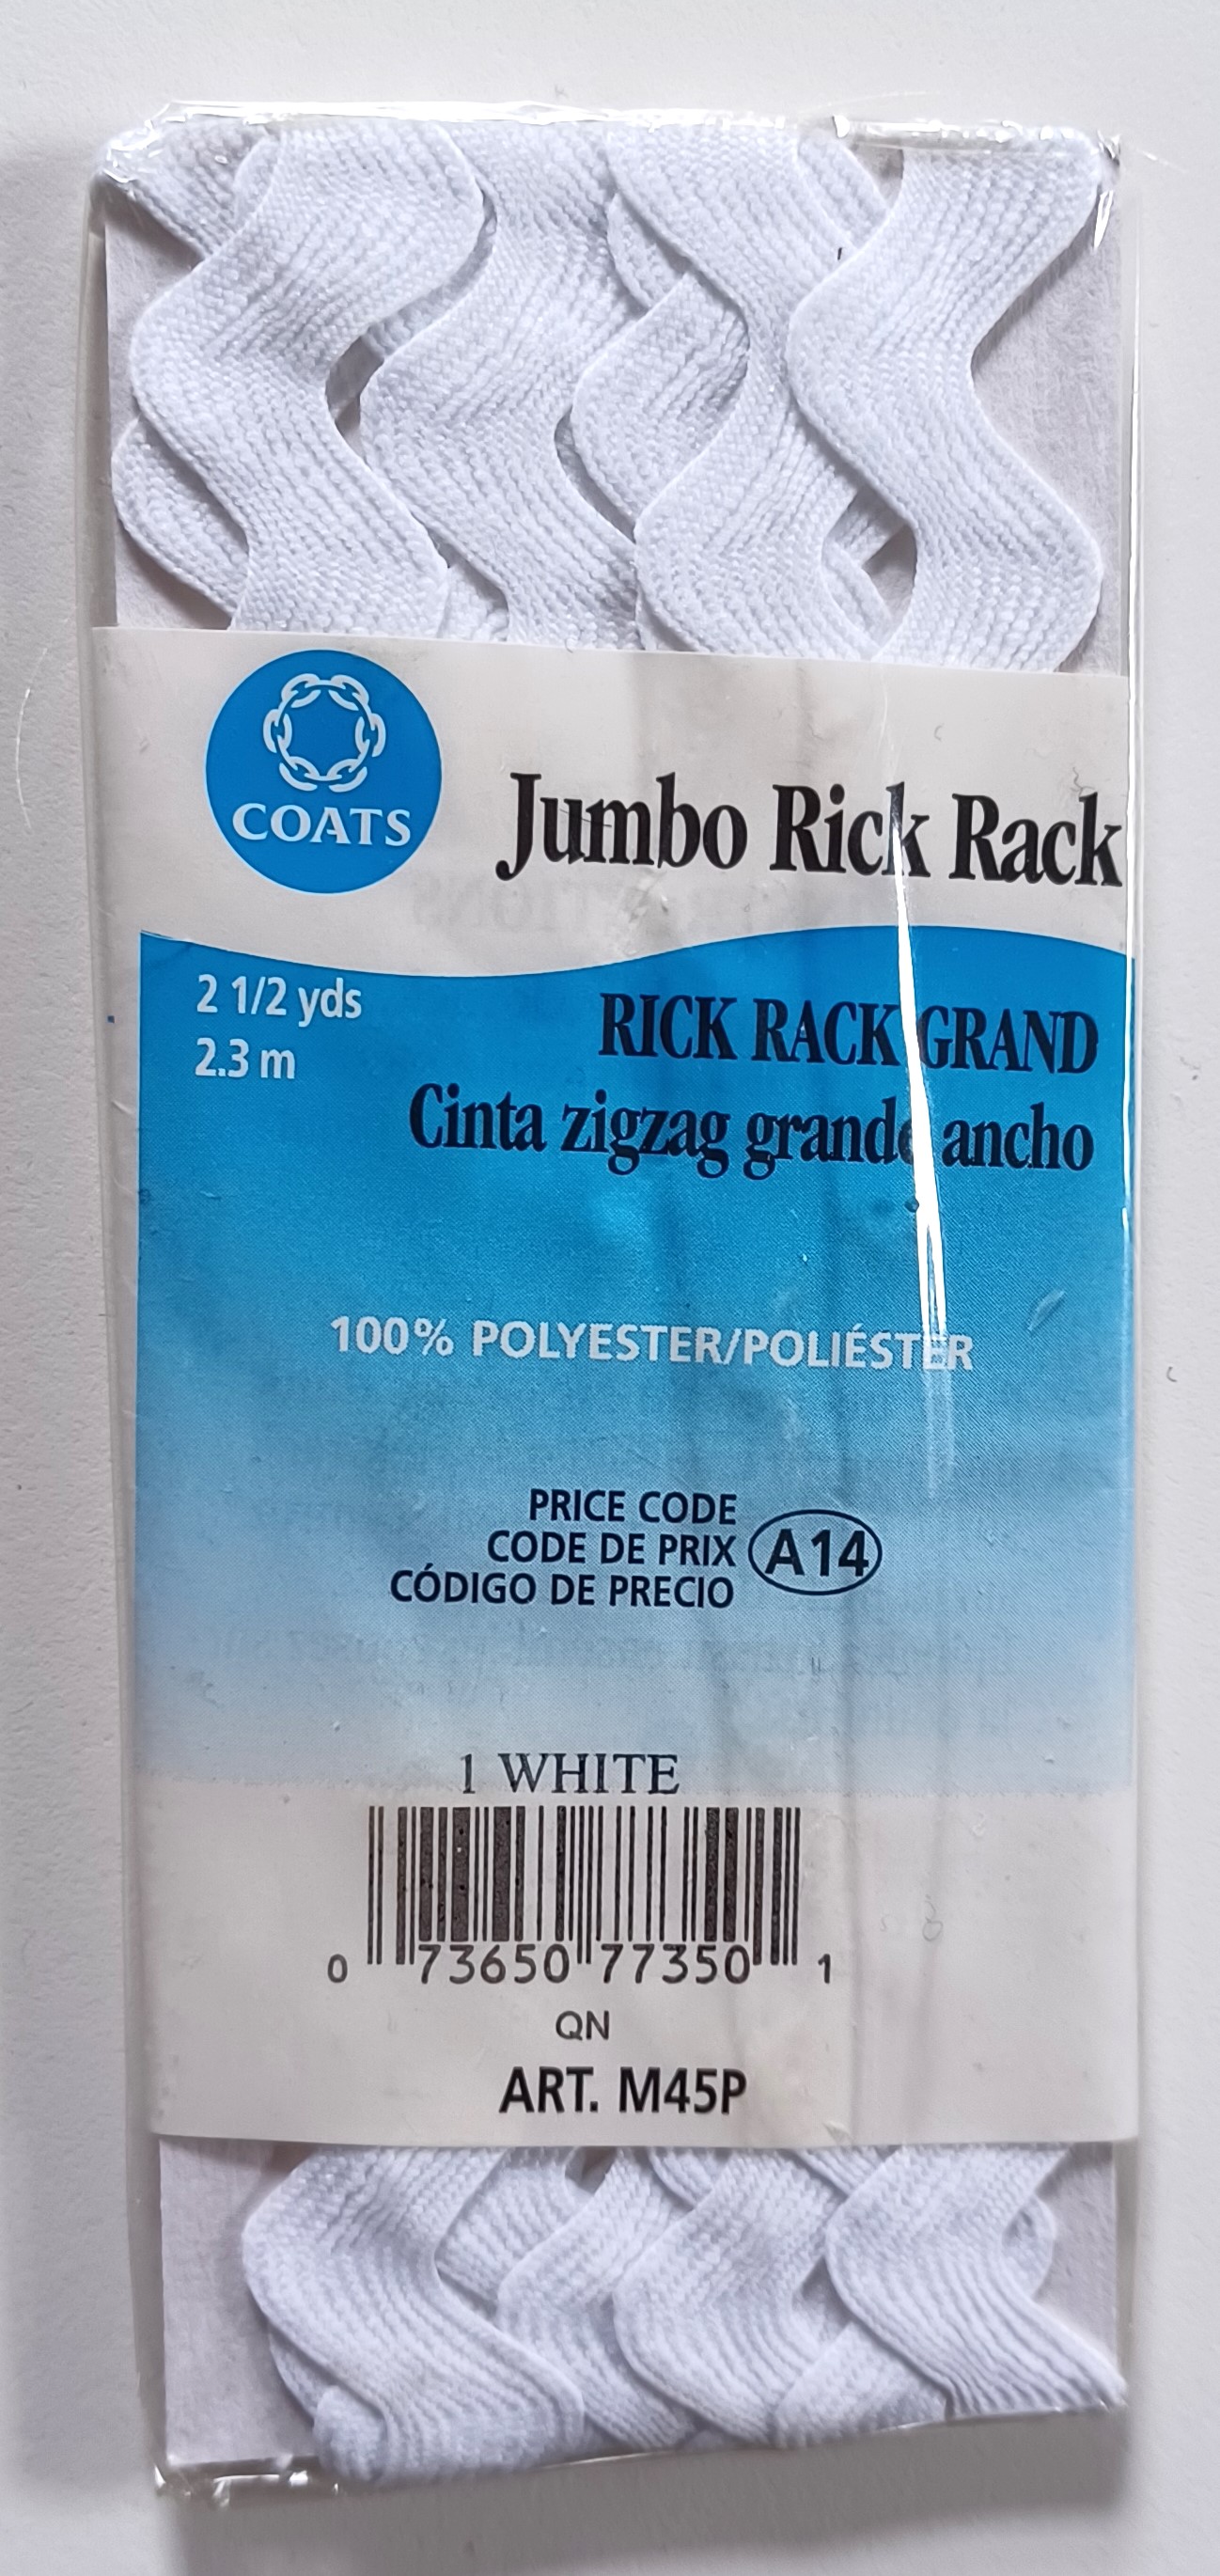 COATS
Jumbo Rick Rack
2 1/2 yds
2.3 m
RICK RACK GRAND
Cinta zigzag grande ancho
100% POLYESTER/POLIÉSTER
PRICE CODE
CODE DE PRIX
CÓDIGO DE PRECIO
A14
1 WHITE
0 73650 77350 1
QN
ART. M45P